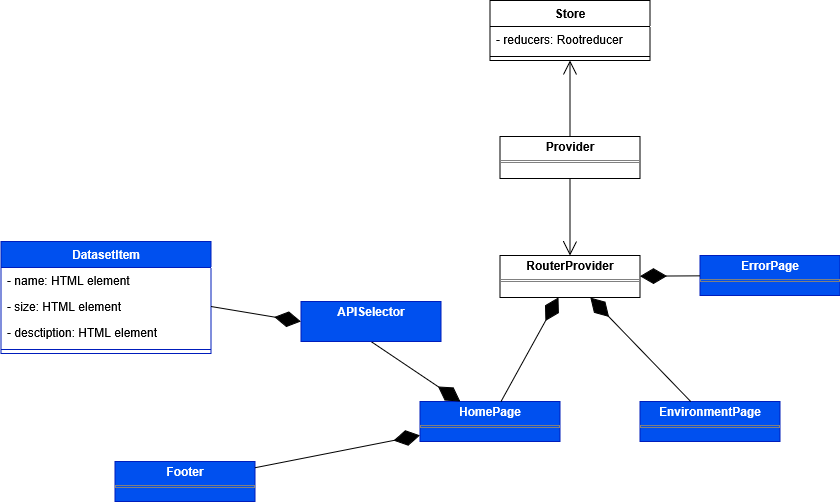 Store
- reducers: Rootreducer
Provider
DatasetItem
- name: HTML element
- size: HTML element
- desctiption: HTML element
RouterProvider
ErrorPage
APISelector
HomePage
EnvironmentPage
Footer